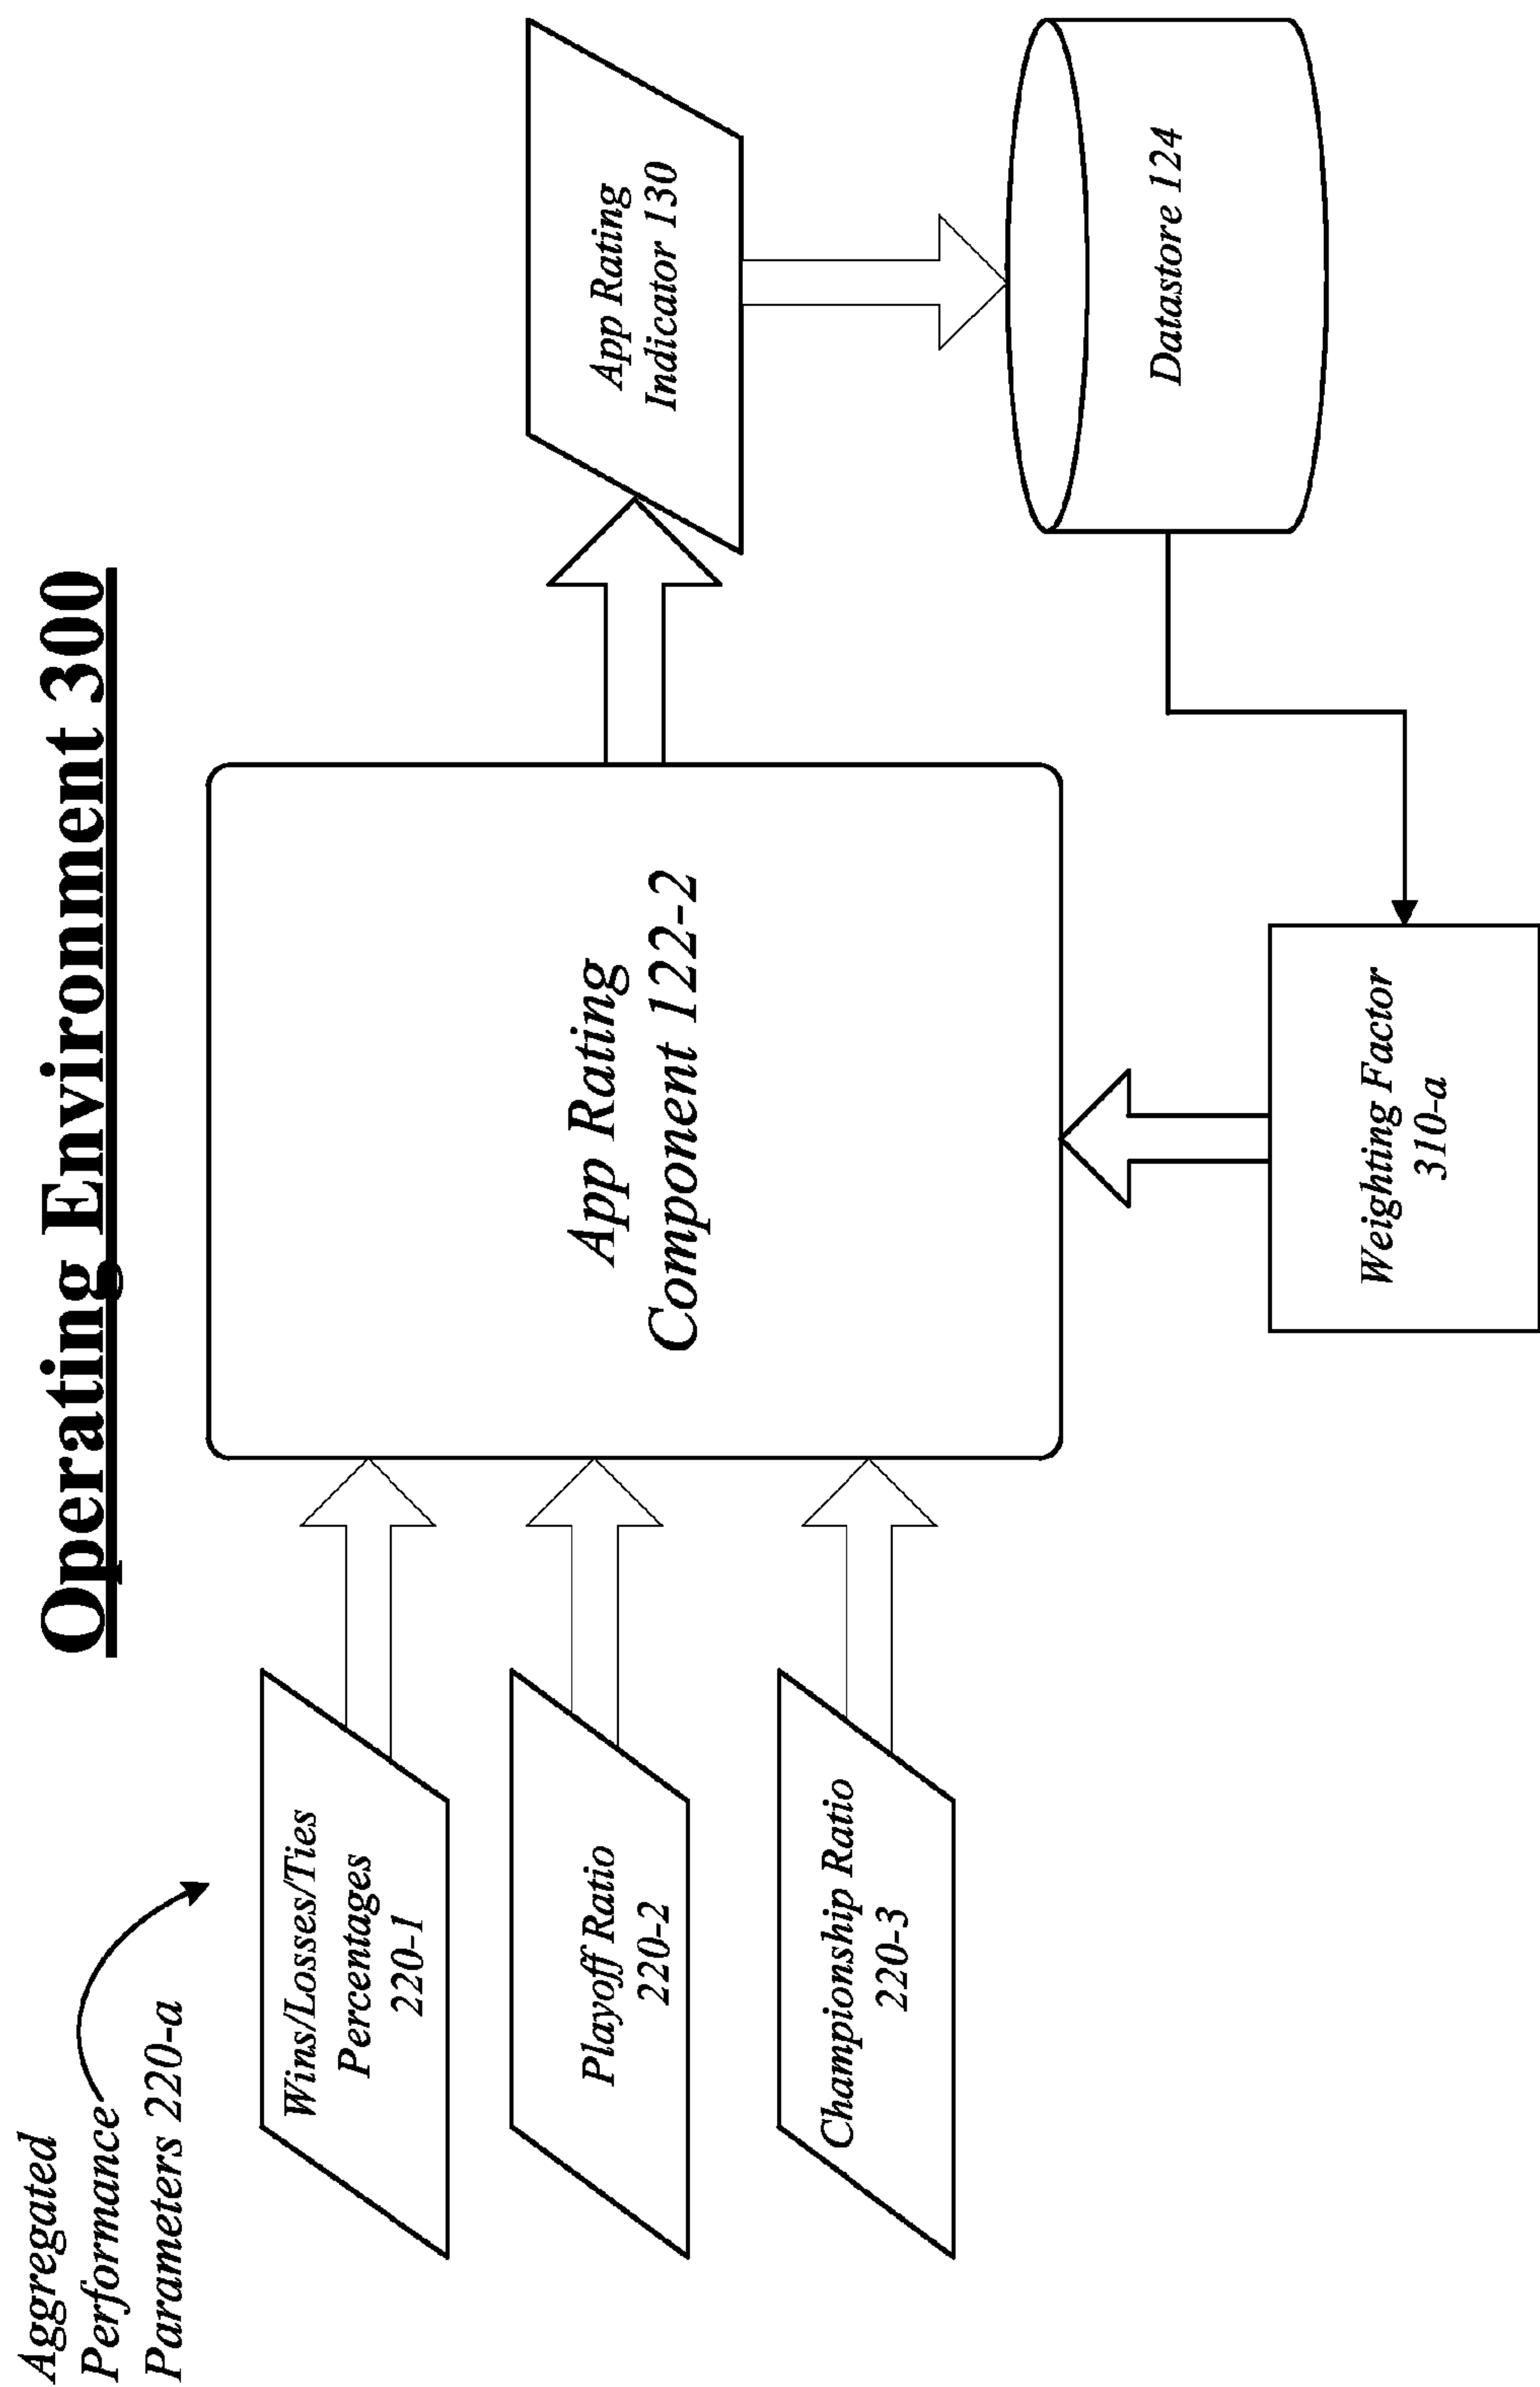 Operating Environment 300
Aggregated
Performance
Parameters 220-a
Wins/Losses/Ties
Percentages
220-1
Playoff Ratio
220-2
Championship Ratio
220-3
App Rating
Component 122-2
App Rating
Indicator 130
Datastore 124
Weighting Factor
310-a